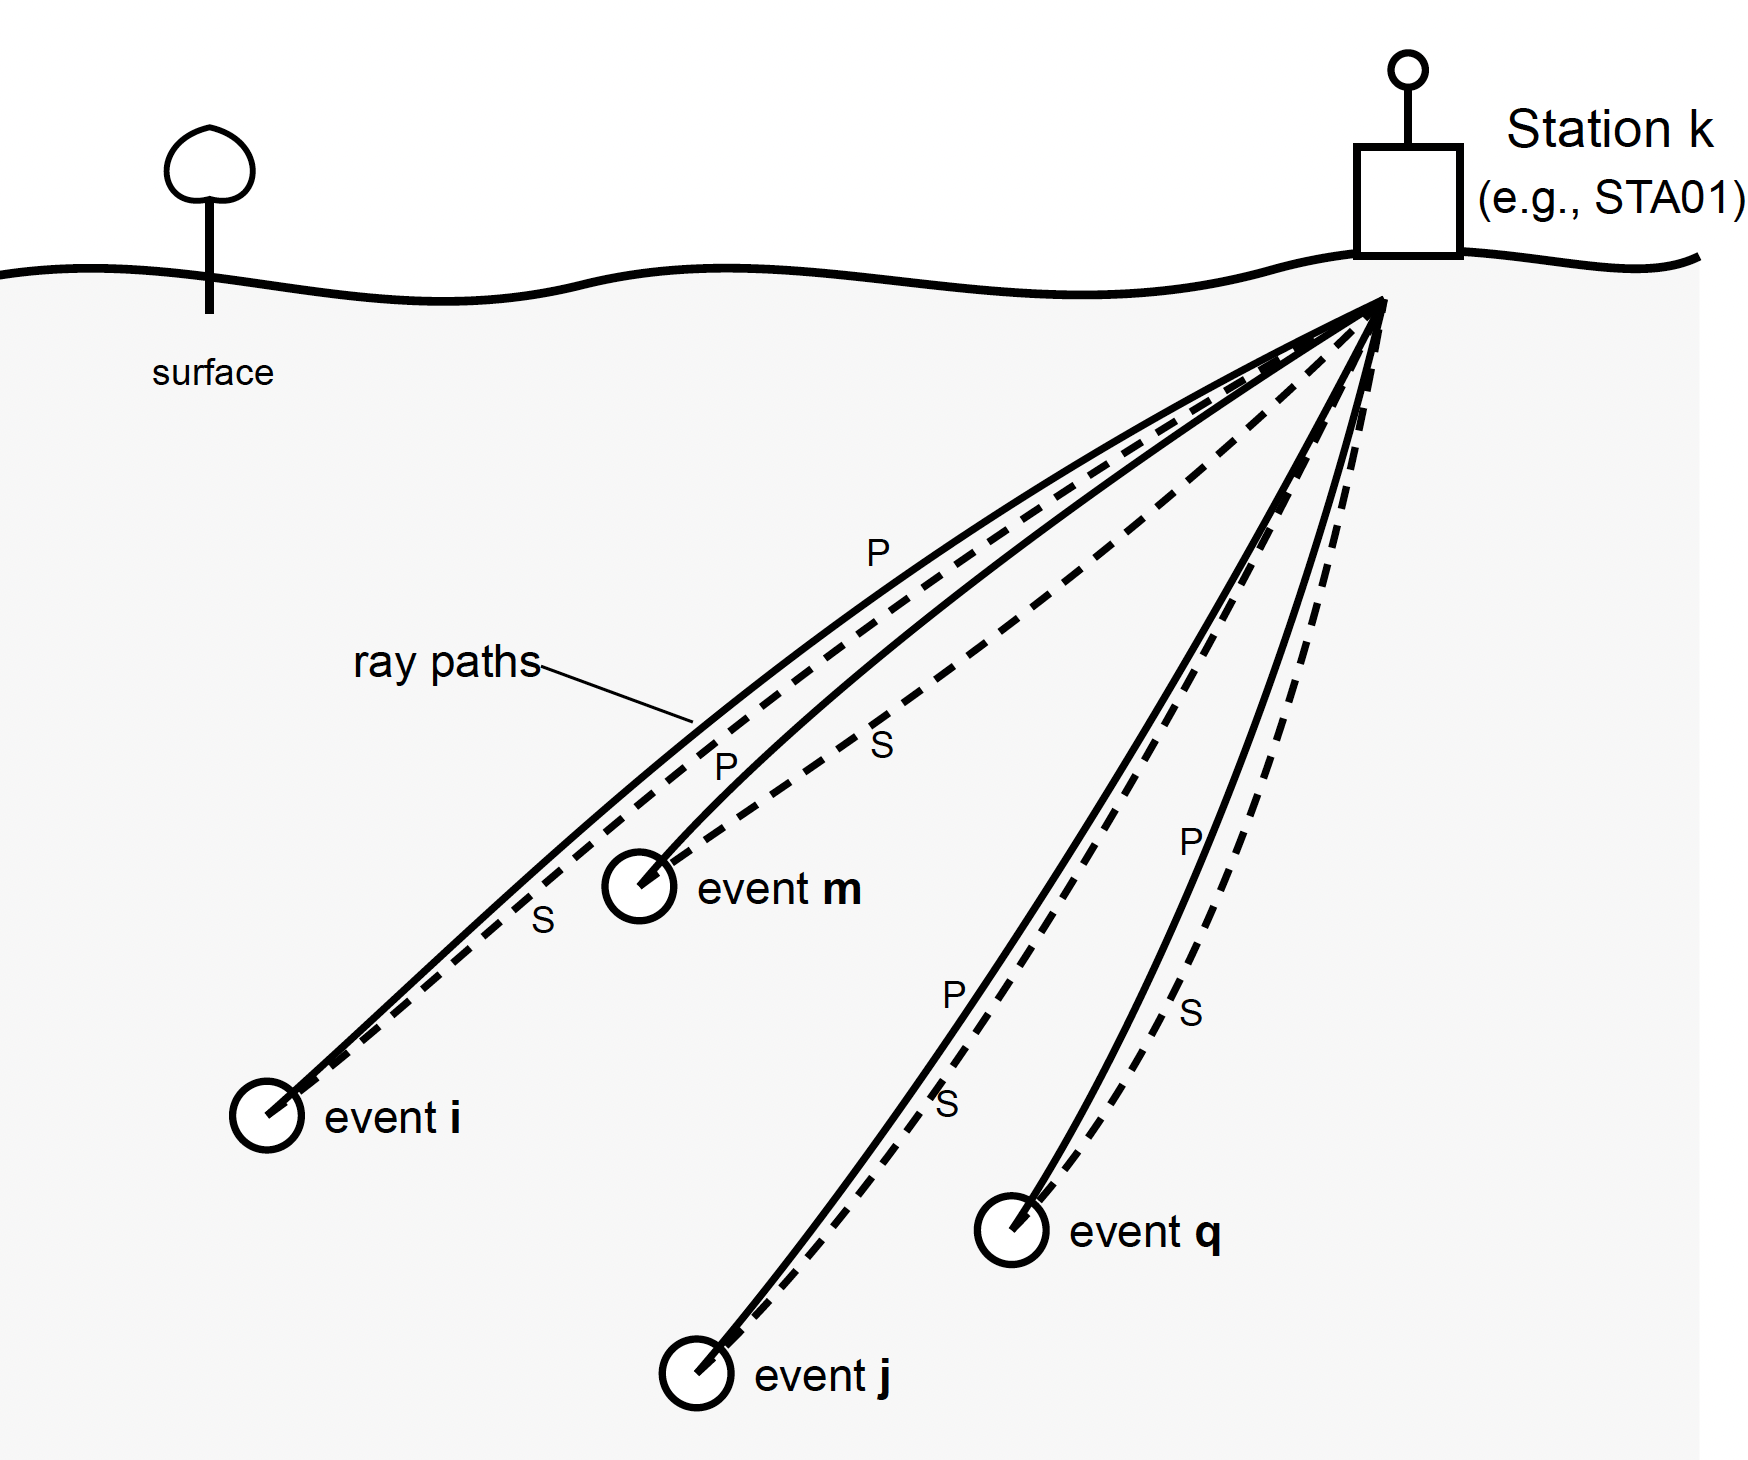 Station k
(e.g., STA01)
surface
P
ray paths
P
S
event m
S
event i
P
P
S
S
event q
event j